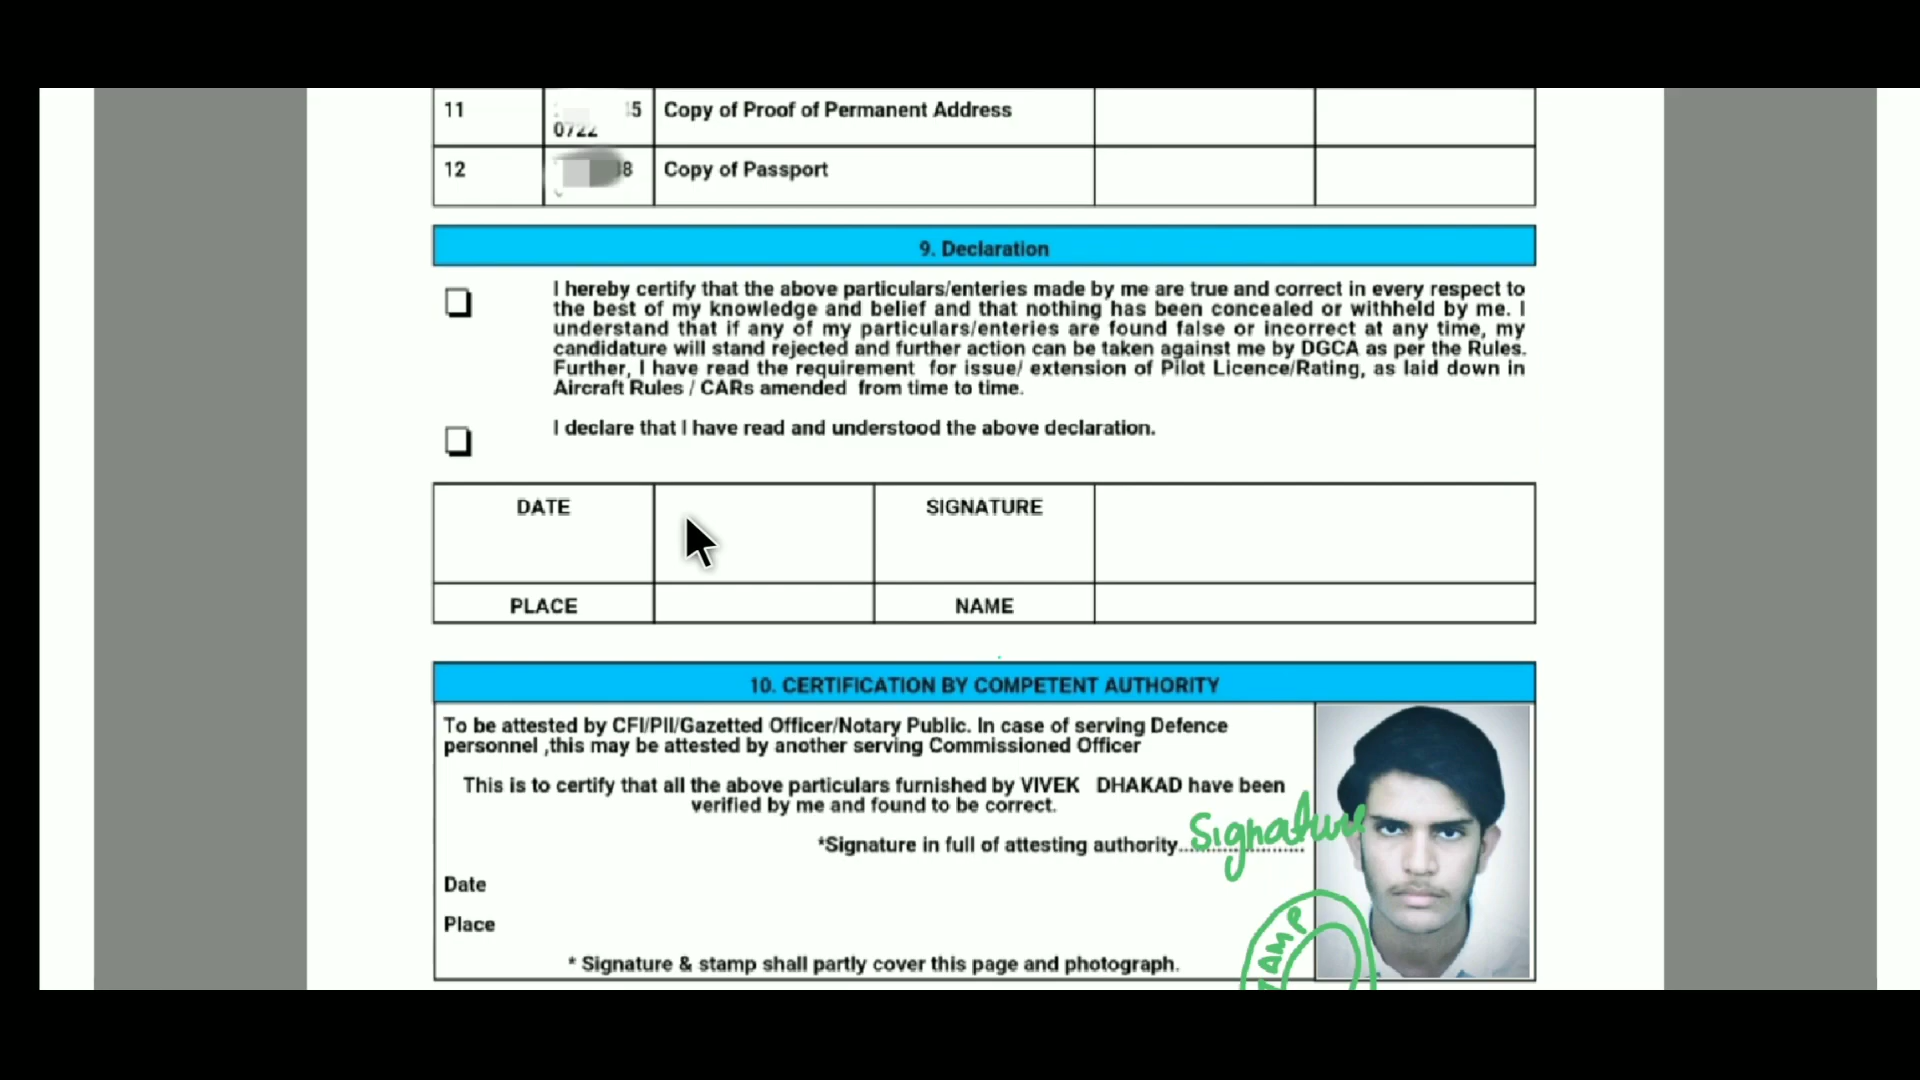 11 5 Copy of Proof of Permanent Address
0722
12 8 Copy of Passport
9. Declaration
I hereby certify that the above particulars/enteries made by me are true and correct in every respect to
the best of my knowledge and belief and that nothing has been concealed or withheld by me. I
understand that if any of my particulars/enteries are found false or incorrect at any time, my
candidature will stand rejected and further action can be taken against me by DGCA as per the Rules.
Further, I have read the requirement for issue/ extension of Pilot Licence/Rating, as laid down in
Aircraft Rules / CARs amended from time to time.
I declare that I have read and understood the above declaration.
DATE SIGNATURE
PLACE NAME
10. CERTIFICATION BY COMPETENT AUTHORITY
To be attested by CFI/PII/Gazetted Officer/Notary Public. In case of serving Defence
personnel ,this may be attested by another serving Commissioned Officer
This is to certify that all the above particulars furnished by VIVEK DHAKAD have been
verified by me and found to be correct.
*Signature in full of attesting authority...................... Signature
Date
Place
* Signature & stamp shall partly cover this page and photograph.